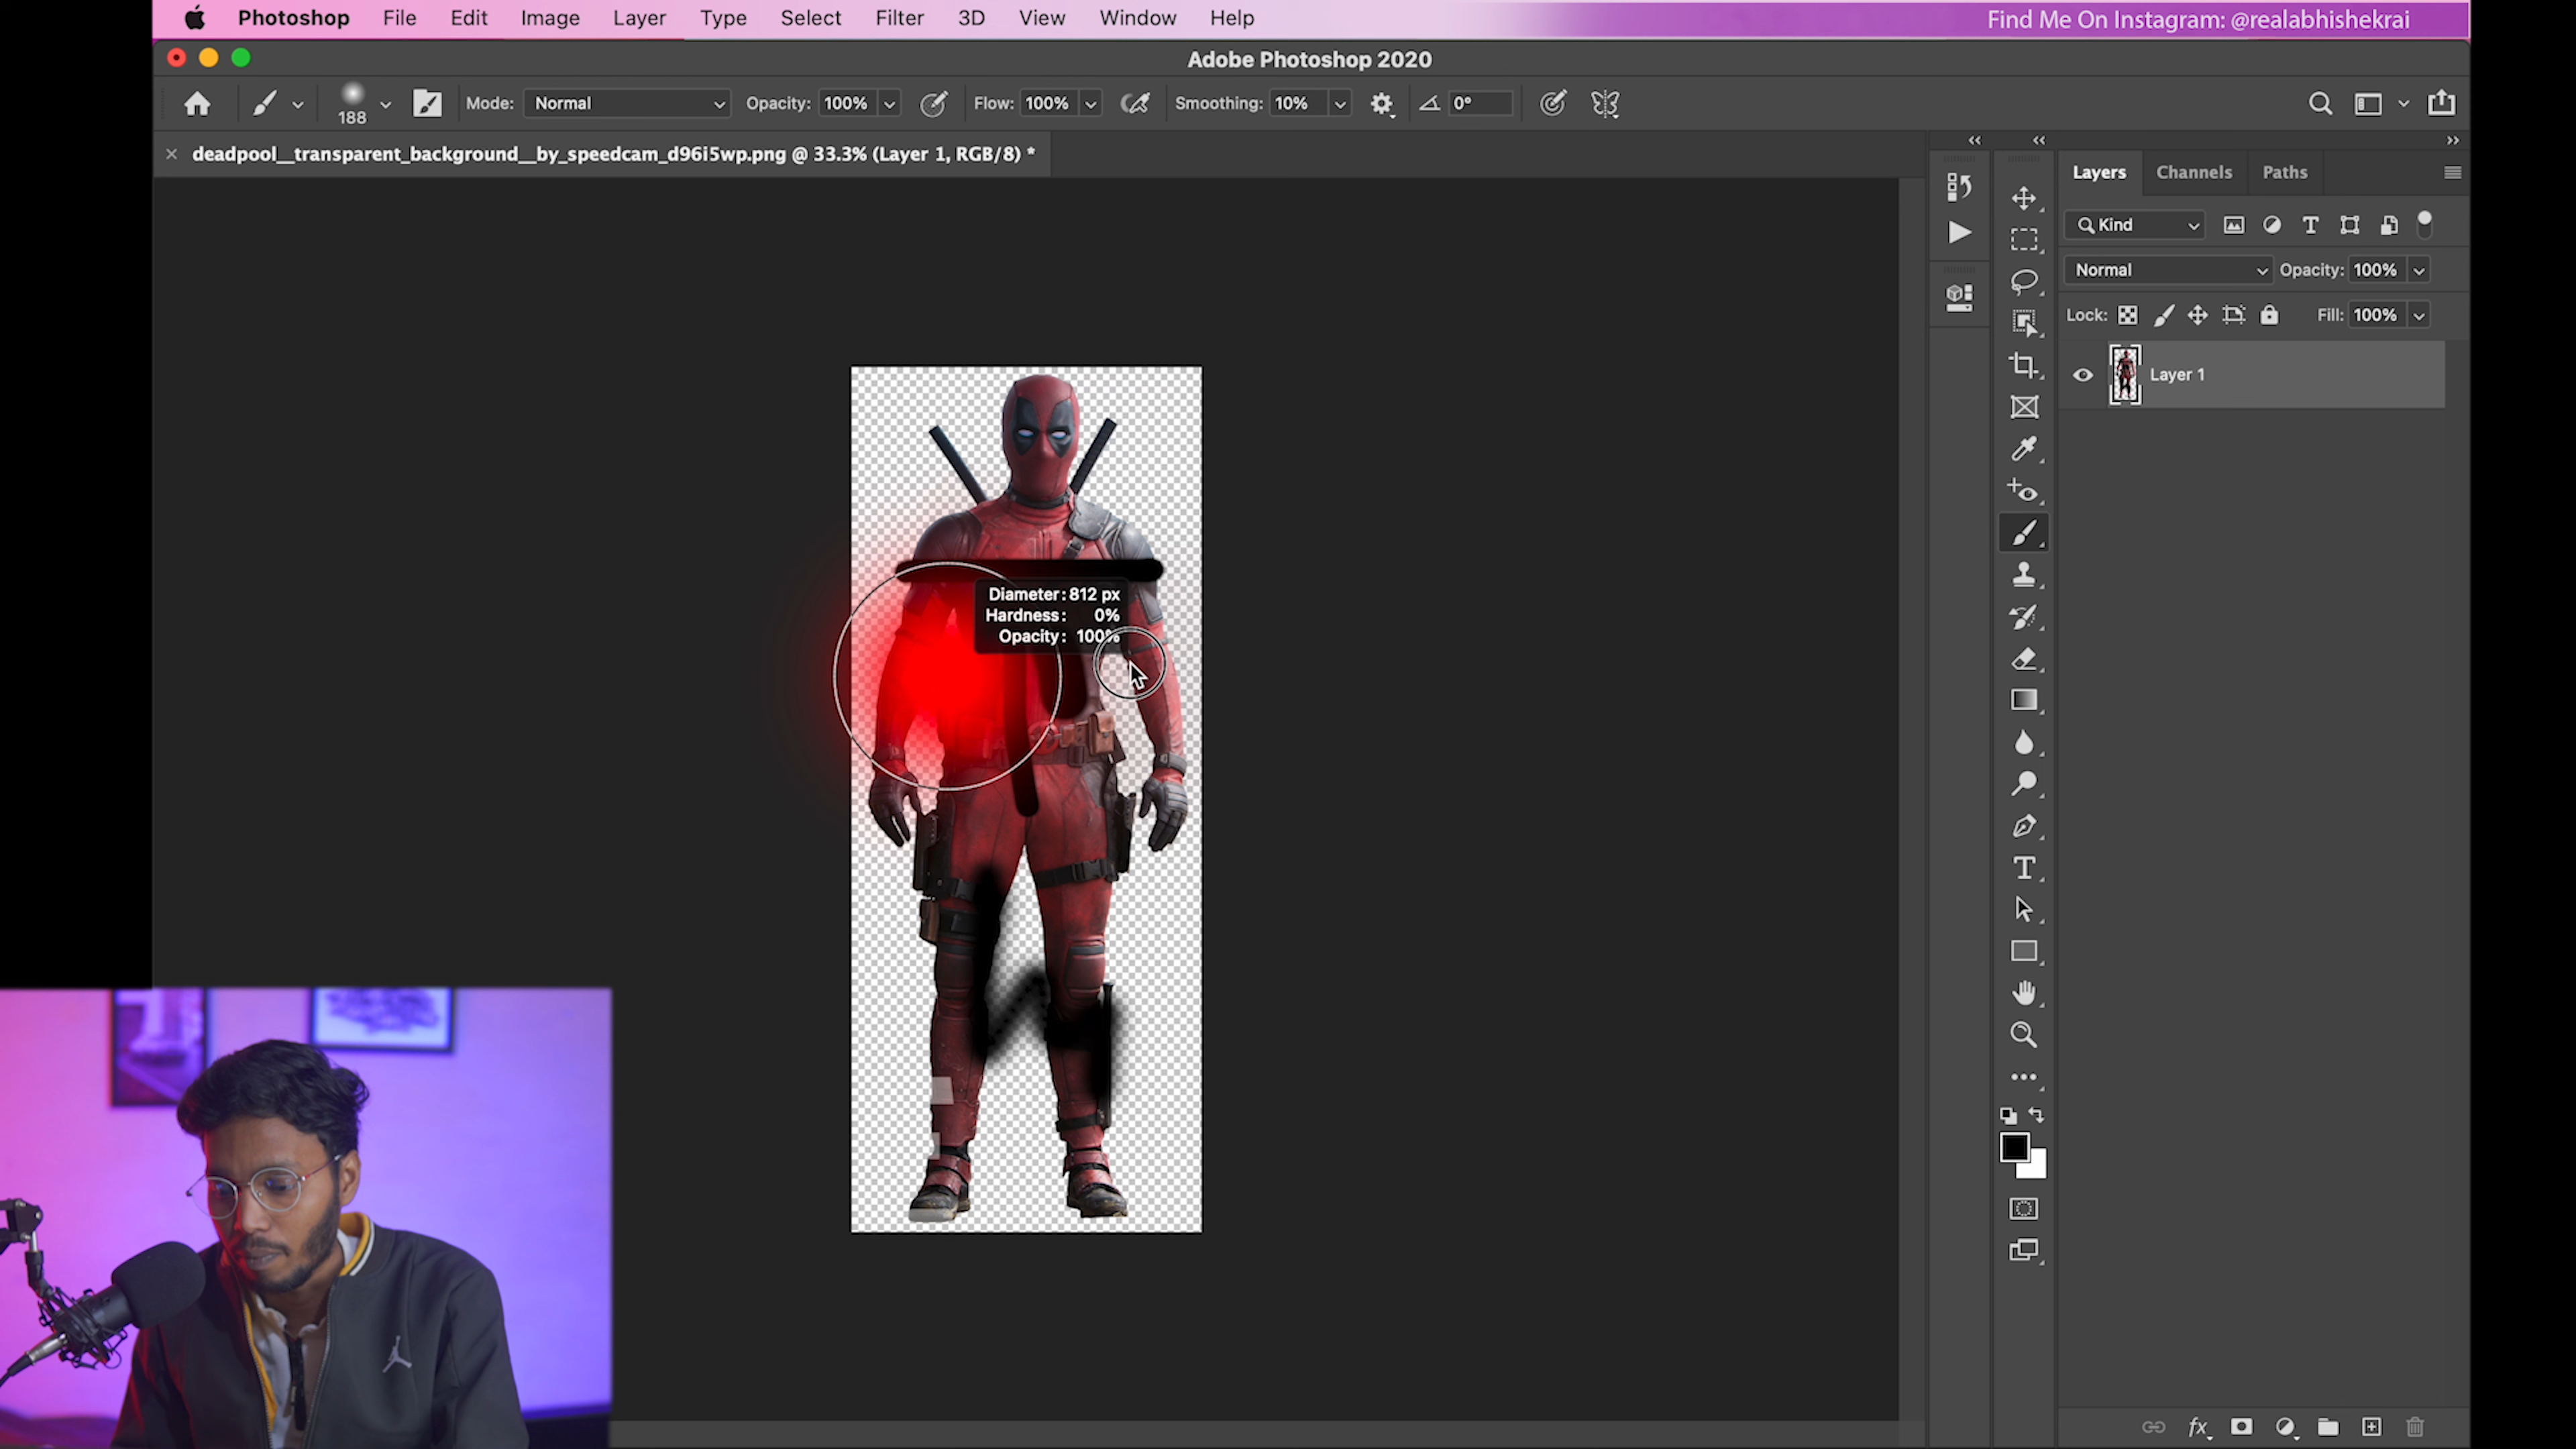 Photoshop File Edit Image Layer Type Select Filter 3D View Window Help
Find Me On Instagram: @realabhishekrai
Adobe Photoshop 2020
188 Mode: Normal Opacity: 100% Flow: 100% Smoothing: 10% 0°
deadpool__transparent_background__by_speedcam_d96i5wp.png @ 33.3% (Layer 1, RGB/8) *
Layers Channels Paths
Kind
Normal Opacity: 100%
Lock: Fill: 100%
Layer 1
Diameter: 812 px
Hardness: 0%
Opacity: 100%